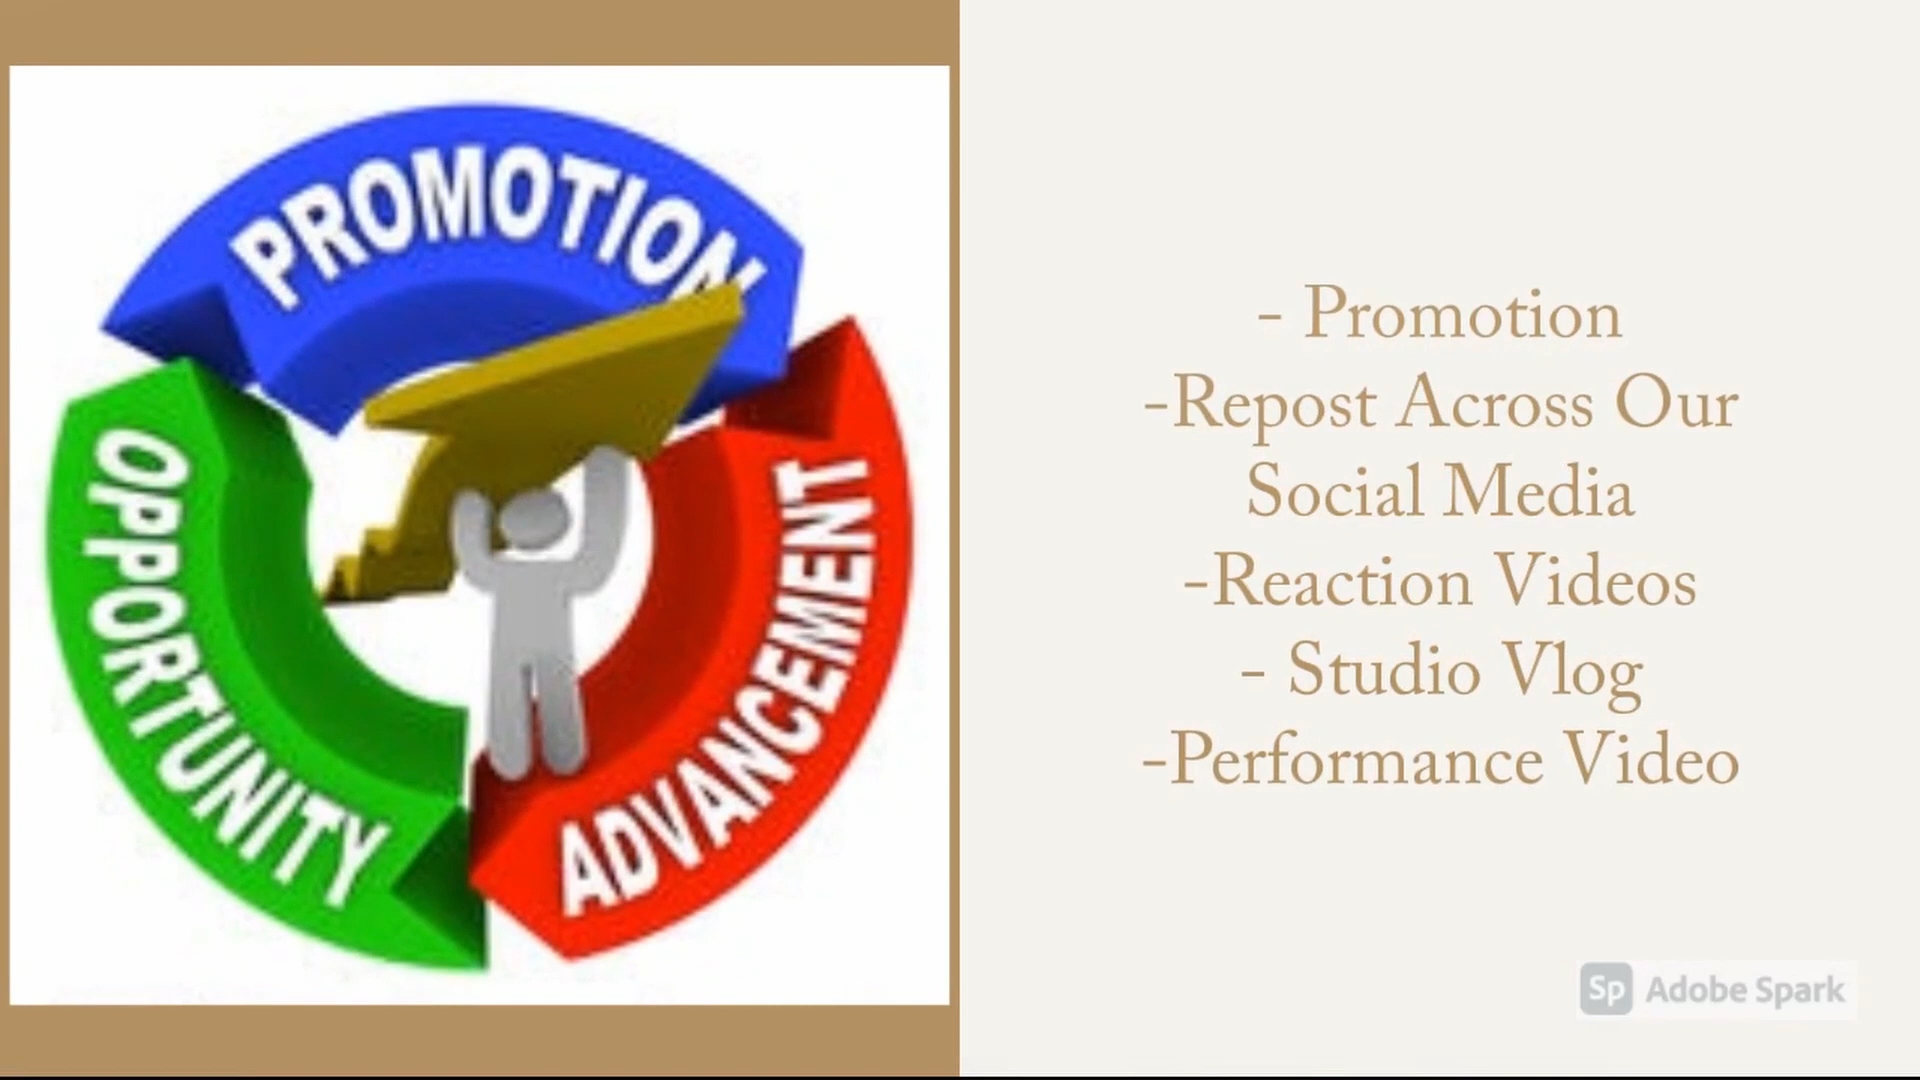 PROMOTION
OPPORTUNITY
ADVANCEMENT
- Promotion
-Repost Across Our
Social Media
-Reaction Videos
- Studio Vlog
-Performance Video
Sp Adobe Spark